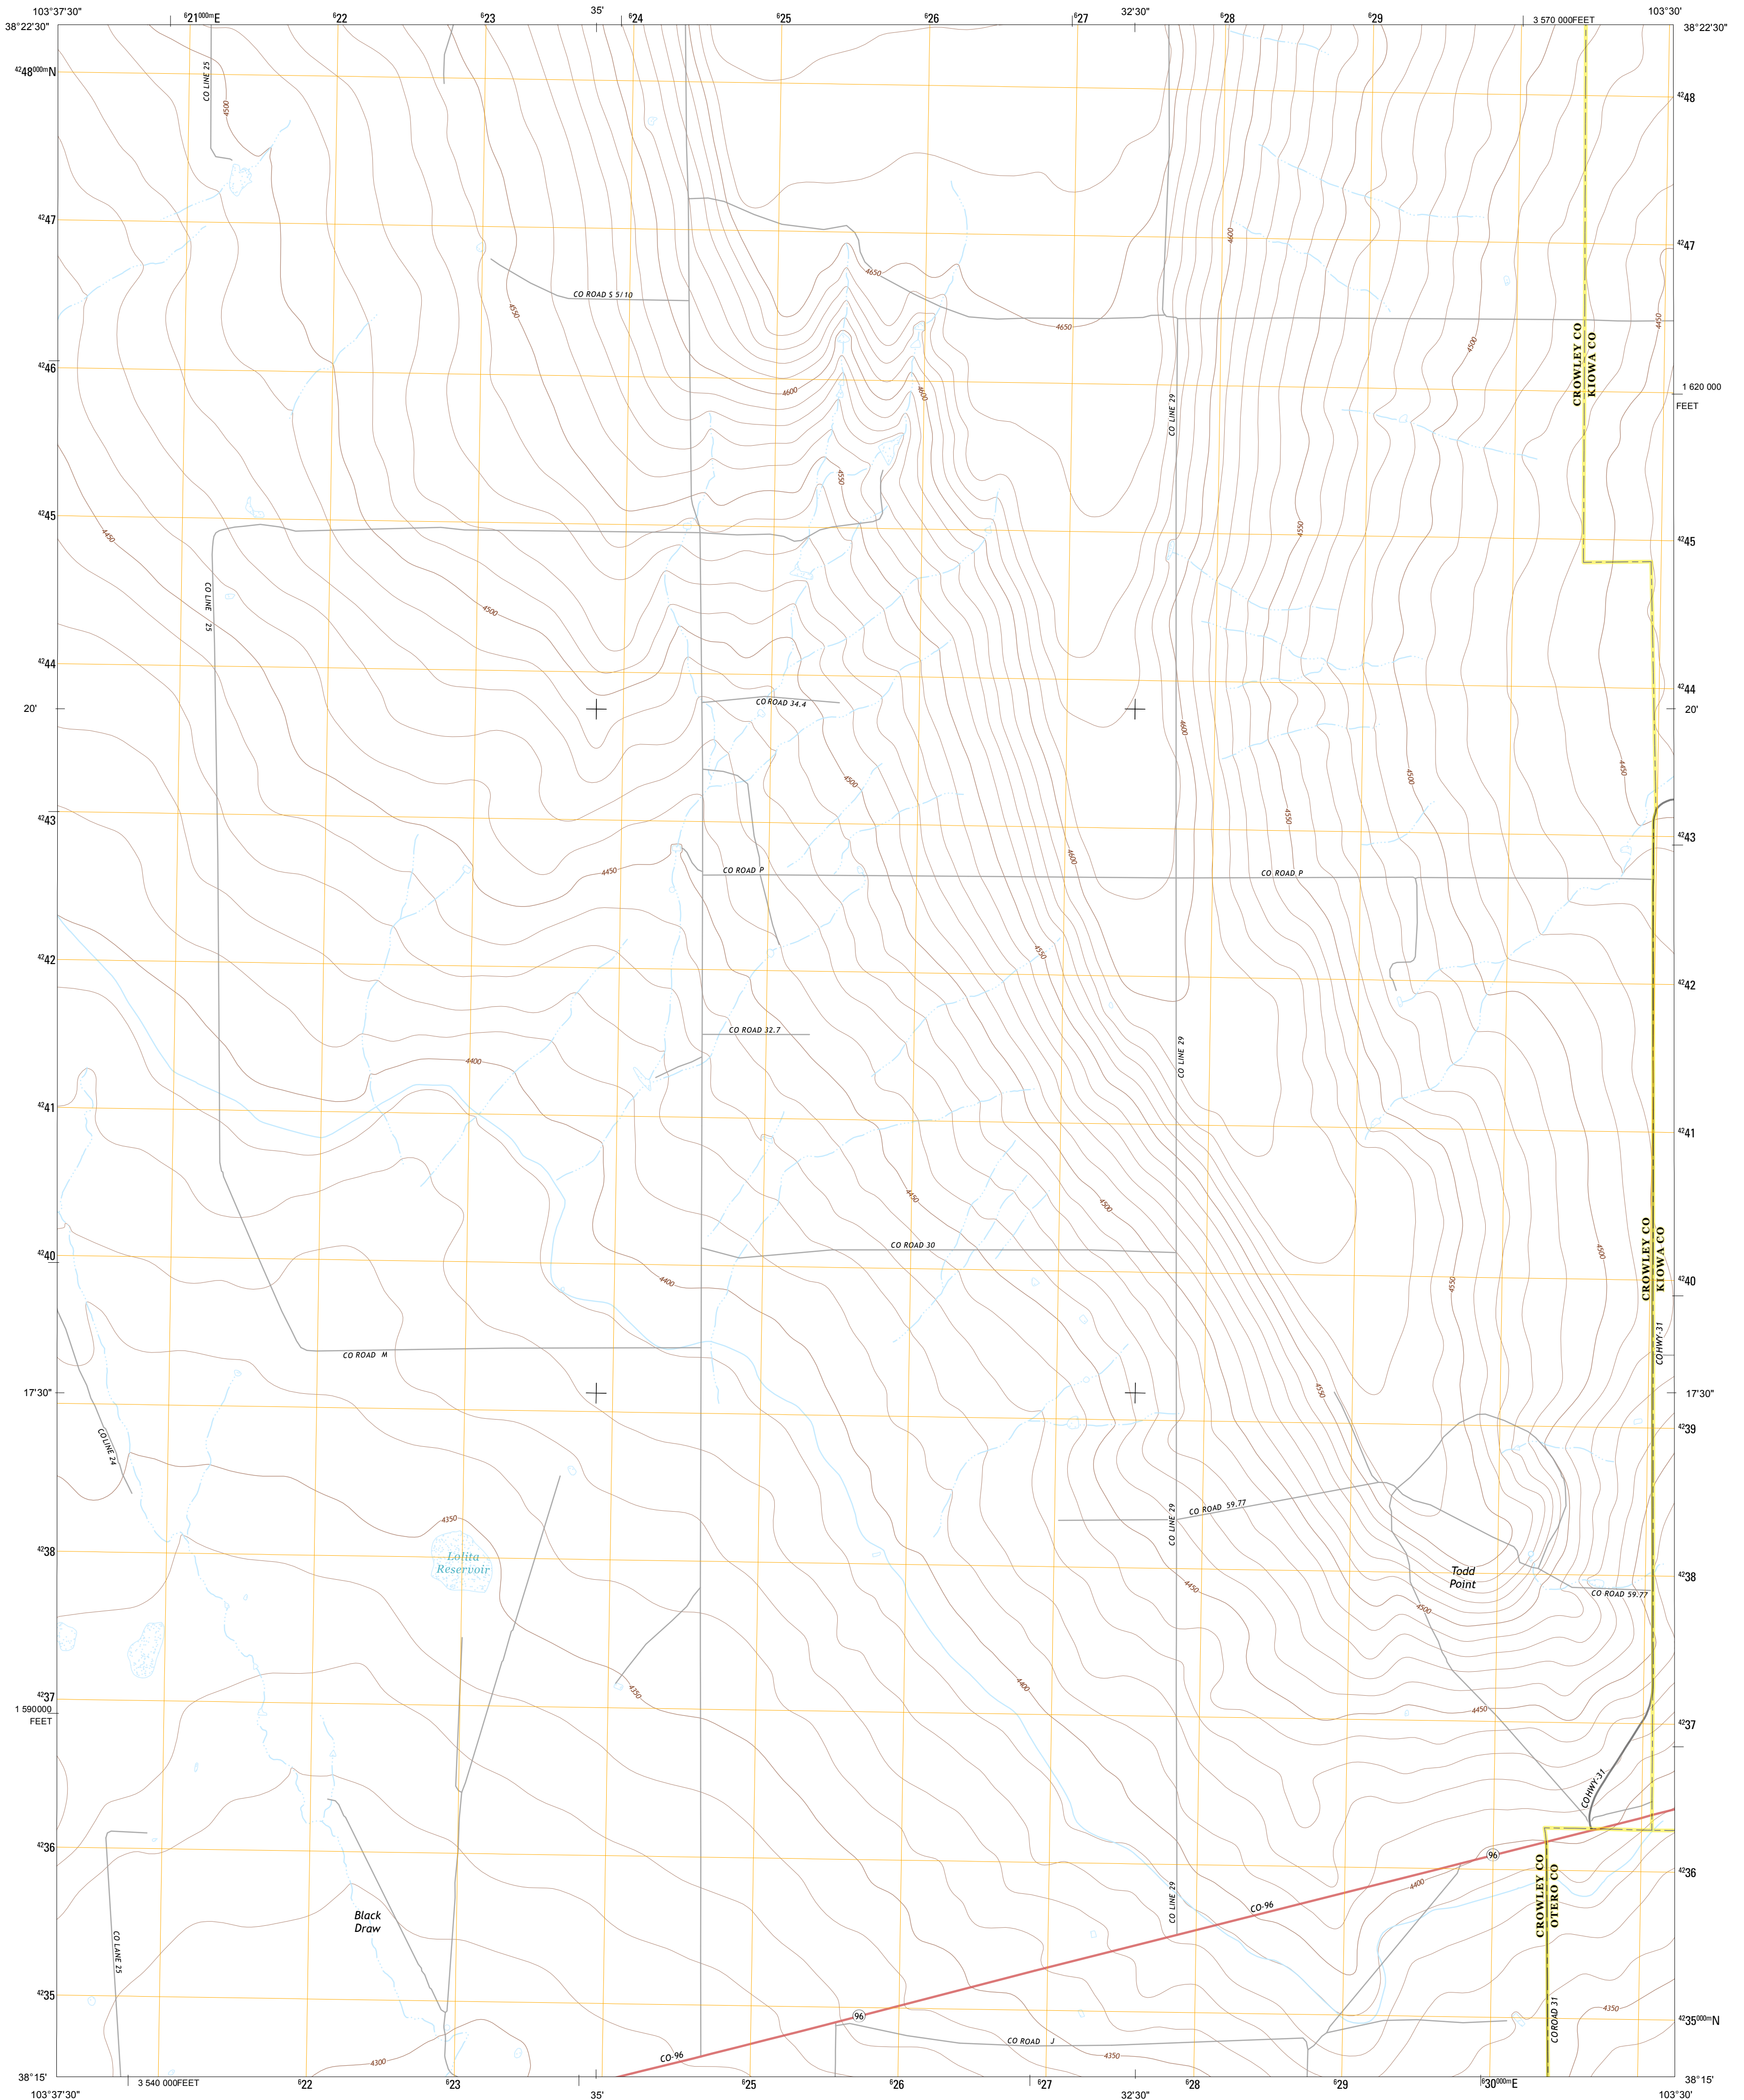 103°37'30"
⁶21⁰⁰⁰ᵐE
⁶22
⁶23
35'
⁶24
⁶25
⁶26
⁶27
32'30"
⁶28
⁶29
3 570 000FEET
103°30'
38°22'30"
38°22'30"
⁴²48⁰⁰⁰ᵐN
CO LINE 25
4500
⁴²48
⁴²47
4600
⁴²47
4650
CO ROAD S 5/10
4550
4650
4450
4500
CROWLEY CO
KIOWA CO
⁴²46
4600
4600
1 620 000
FEET
CO LINE 29
4550
⁴²45
4450
4550
⁴²45
CO LINE 25
4500
⁴²44
⁴²44
20'
CO ROAD 34.4
4600
20'
4500
4500
4450
⁴²43
4550
⁴²43
4600
4450
CO ROAD P
CO ROAD P
4550
⁴²42
⁴²42
CO ROAD 32.7
4400
CO LINE 29
⁴²41
⁴²41
4450
4500
CO ROAD 30
4500
CROWLEY CO
KIOWA CO
⁴²40
4400
4550
⁴²40
CO ROAD M
COHWY-31
17'30"
4550
17'30"
CO LINE 24
⁴²39
4350
CO LINE 29
CO ROAD 59.77
⁴²38
Lolita
Reservoir
4450
Todd
Point
⁴²38
CO ROAD 59.77
4500
4350
4400
⁴²37
4450
1 590000
FEET
⁴²37
COHWY-31
⁴²36
96
⁴²36
4400
CROWLEY CO
OTERO CO
CO LINE 29
CO-96
Black
Draw
CO LANE 25
⁴²35
96
4350
COROAD 31
⁴²35⁰⁰⁰ᵐN
CO ROAD J
4300
CO-96
4350
38°15'
3 540 000FEET
⁶22
⁶23
⁶25
⁶26
⁶27
⁶28
⁶29
⁶30⁰⁰⁰ᵐE
38°15'
103°37'30"
35'
32'30"
103°30'